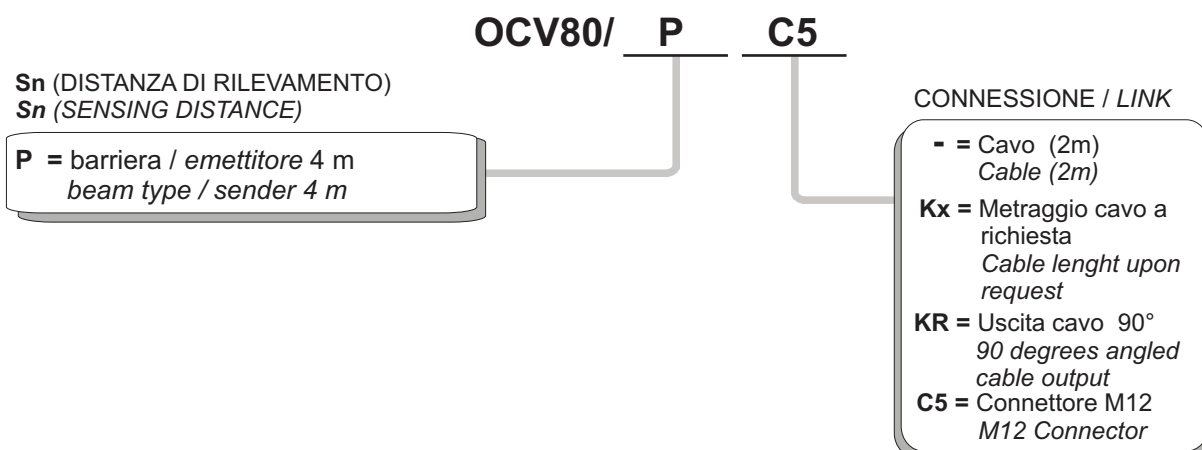 OCV80/ P C5
Sn (DISTANZA DI RILEVAMENTO)
Sn (SENSING DISTANCE)
P = barriera / emettitore 4 m
beam type / sender 4 m
CONNESSIONE / LINK
- = Cavo (2m)
Cable (2m)
Kx = Metraggio cavo a
richiesta
Cable lenght upon
request
KR = Uscita cavo 90°
90 degrees angled
cable output
C5 = Connettore M12
M12 Connector